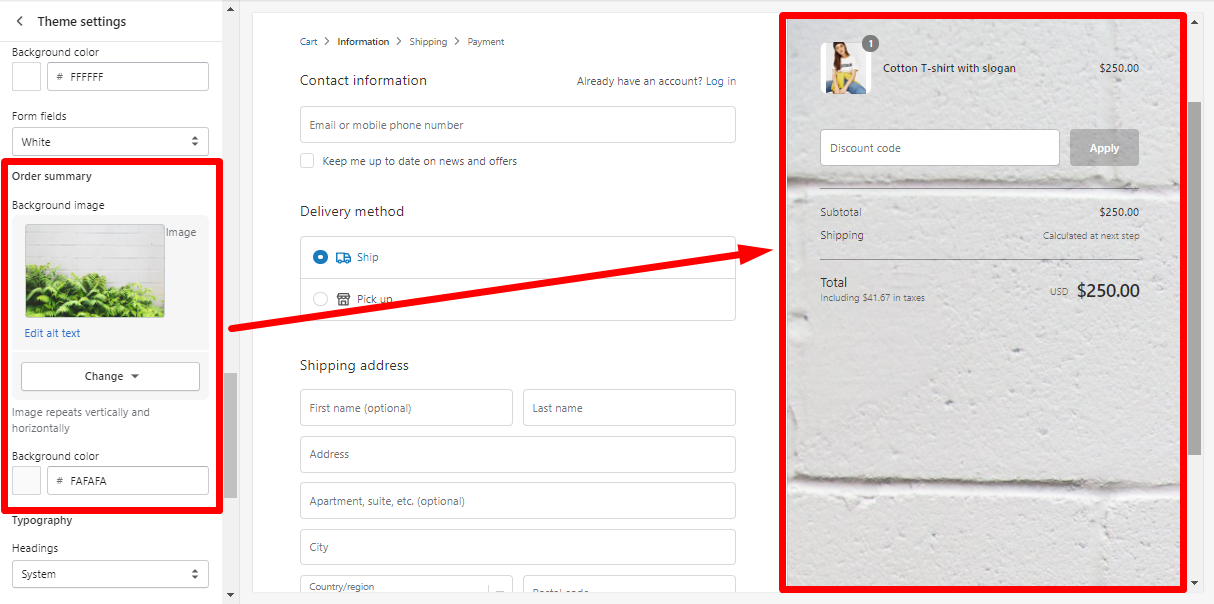 Theme settings
Background color
# FFFFFF
Form fields
White
Order summary
Background image
Image
Edit alt text
Change
Image repeats vertically and
horizontally
Background color
# FAFAFA
Typography
Headings
System
Cart > Information > Shipping > Payment
Contact information
Already have an account? Log in
Email or mobile phone number
Keep me up to date on news and offers
Delivery method
Ship
Pick up
Shipping address
First name (optional)
Last name
Address
Apartment, suite, etc. (optional)
City
Country/region
Postal code
1
Cotton T-shirt with slogan
$250.00
Discount code
Apply
Subtotal
$250.00
Shipping
Calculated at next step
Total
Including $41.67 in taxes
USD $250.00